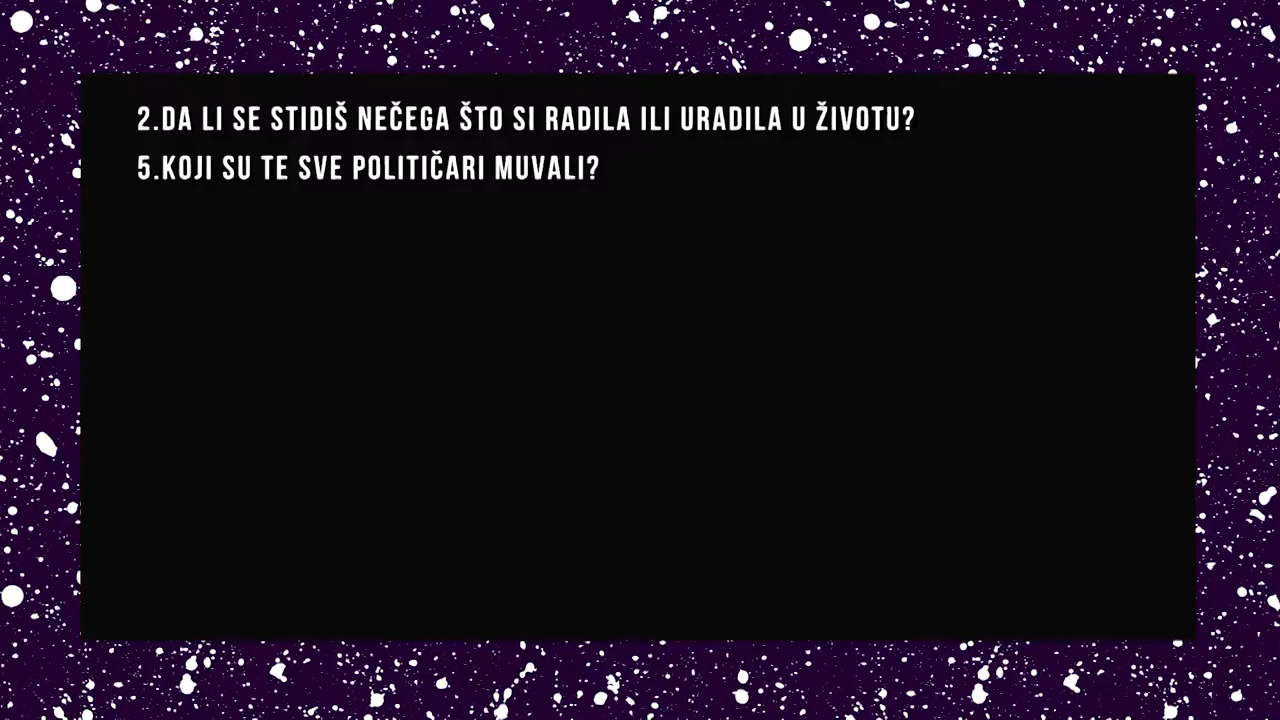 2.DA LI SE STIDIŠ NEČEGA ŠTO SI RADILA ILI URADILA U ŽIVOTU?
5.KOJI SU TE SVE POLITIČARI MUVALI?